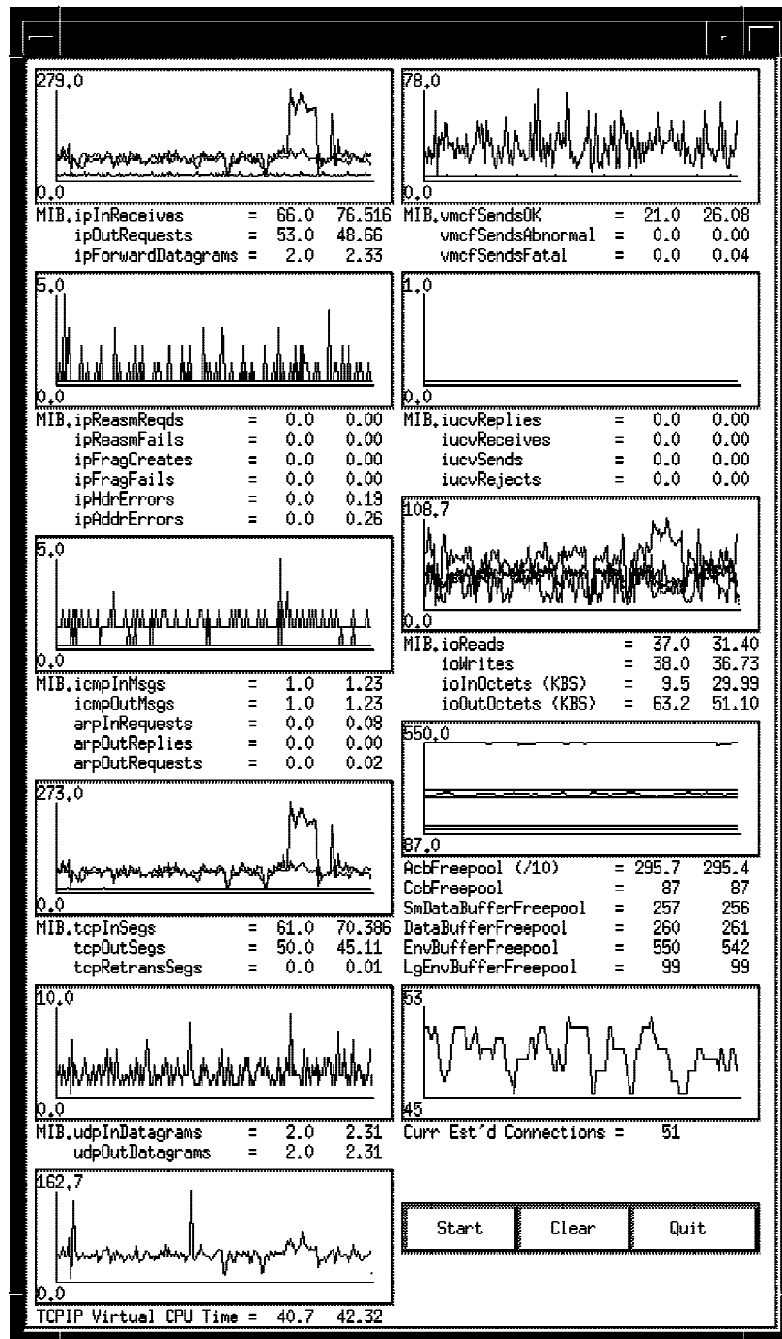 279.0
0.0
MIB.ipInReceives = 66.0 76.516
ipOutRequests = 53.0 48.66
ipForwardDatagrams = 2.0 2.33
5.0
0.0
MIB.ipReasmReqds = 0.0 0.00
ipReasmFails = 0.0 0.00
ipFragCreates = 0.0 0.00
ipFragFails = 0.0 0.00
ipHdrErrors = 0.0 0.19
ipAddrErrors = 0.0 0.26
5.0
0.0
MIB.icmpInMsgs = 1.0 1.23
icmpOutMsgs = 1.0 1.23
arpInRequests = 0.0 0.08
arpOutReplies = 0.0 0.00
arpOutRequests = 0.0 0.02
273.0
0.0
MIB.tcpInSegs = 61.0 70.386
tcpOutSegs = 50.0 45.11
tcpRetransSegs = 0.0 0.01
10.0
0.0
MIB.udpInDatagrams = 2.0 2.31
udpOutDatagrams = 2.0 2.31
162.7
0.0
TCPIP Virtual CPU Time = 40.7 42.32
78.0
0.0
MIB.vmcfSendsOK = 21.0 26.08
vmcfSendsAbnormal = 0.0 0.00
vmcfSendsFatal = 0.0 0.04
1.0
0.0
MIB.iucvReplies = 0.0 0.00
iucvReceives = 0.0 0.00
iucvSends = 0.0 0.00
iucvRejects = 0.0 0.00
108.7
0.0
MIB.ioReads = 37.0 31.40
ioWrites = 38.0 36.73
ioInOctets (KBS) = 9.5 29.99
ioOutOctets (KBS) = 63.2 51.10
550.0
87.0
AcbFreepool (/10) = 295.7 295.4
CcbFreepool = 87 87
SmDataBufferFreepool = 257 256
DataBufferFreepool = 260 261
EnvBufferFreepool = 550 542
LgEnvBufferFreepool = 99 99
53
45
Curr Est'd Connections = 51
Start Clear Quit